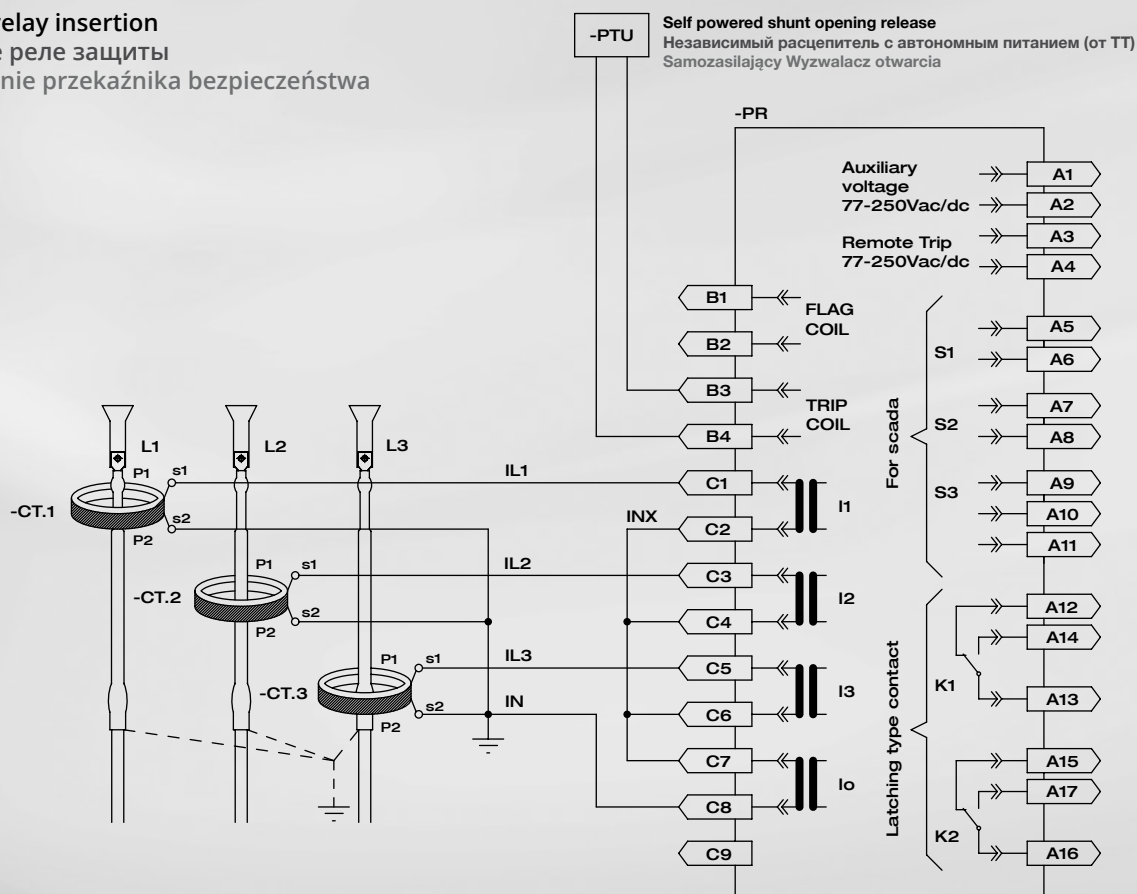 relay insertion
е реле защиты
nie przekaźnika bezpieczeństwa
-PTU
Self powered shunt opening release
Независимый расцепитель с автономным питанием (от ТТ)
Samozasilający Wyzwalacz otwarcia
-PR
Auxiliary
voltage
77-250Vac/dc
Remote Trip
77-250Vac/dc
A1
A2
A3
A4
B1
B2
B3
B4
FLAG
COIL
TRIP
COIL
For scada
S1
S2
S3
A5
A6
A7
A8
A9
A10
A11
L1
L2
L3
-CT.1
P1
s1
s2
P2
-CT.2
P1
s1
s2
P2
-CT.3
P1
s1
s2
P2
IL1
INX
IL2
IL3
IN
C1
C2
C3
C4
C5
C6
C7
C8
C9
I1
I2
I3
Io
Latching type contact
K1
K2
A12
A14
A13
A15
A17
A16